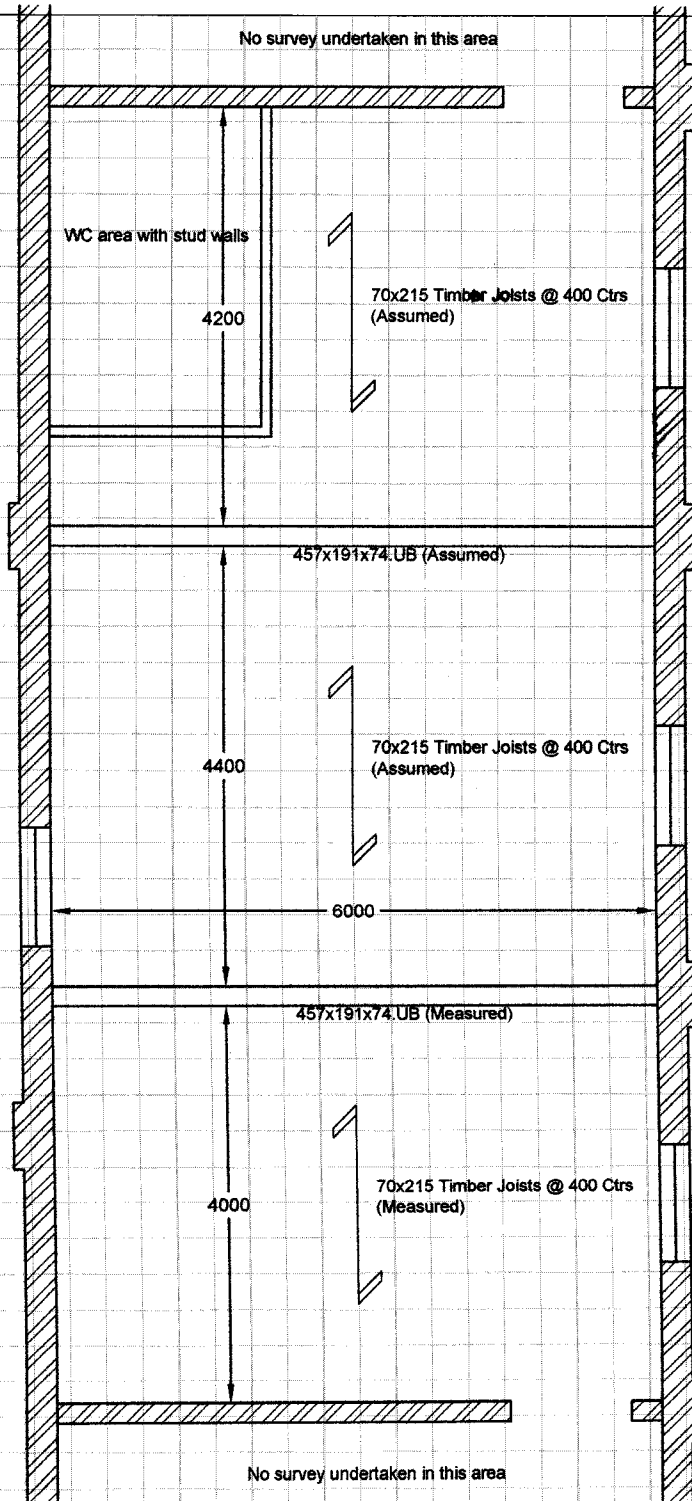 No survey undertaken in this area
WC area with stud walls
4200
70x215 Timber Joists @ 400 Ctrs
(Assumed)
457x191x74.UB (Assumed)
4400
70x215 Timber Joists @ 400 Ctrs
(Assumed)
6000
457x191x74.UB (Measured)
4000
70x215 Timber Joists @ 400 Ctrs
(Measured)
No survey undertaken in this area